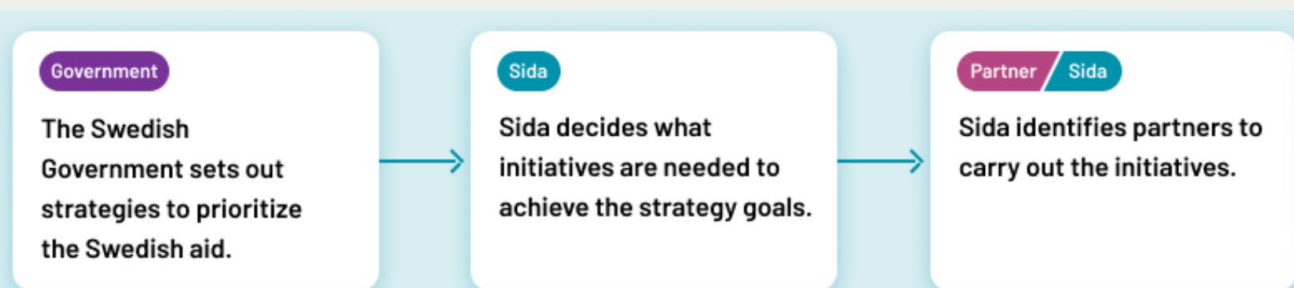 Government
The Swedish
Government sets out
strategies to prioritize
the Swedish aid.
Sida
Sida decides what
initiatives are needed to
achieve the strategy goals.
Partner
Sida
Sida identifies partners to
carry out the initiatives.